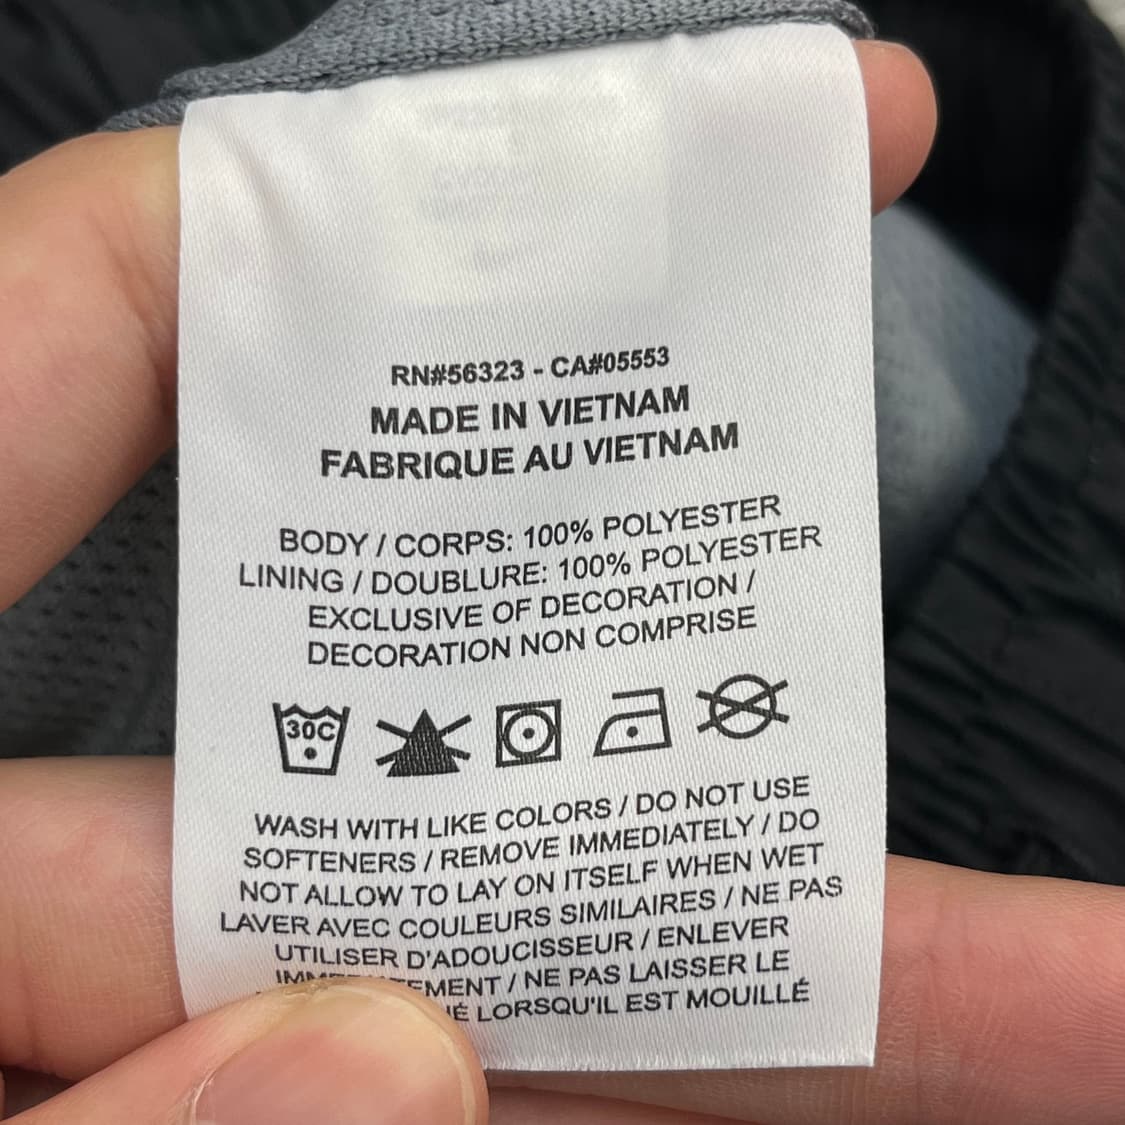 RN#56323 - CA#05553
MADE IN VIETNAM
FABRIQUE AU VIETNAM
BODY / CORPS: 100% POLYESTER
LINING / DOUBLURE: 100% POLYESTER
EXCLUSIVE OF DECORATION /
DECORATION NON COMPRISE
30C
WASH WITH LIKE COLORS / DO NOT USE
SOFTENERS / REMOVE IMMEDIATELY / DO
NOT ALLOW TO LAY ON ITSELF WHEN WET
LAVER AVEC COULEURS SIMILAIRES / NE PAS
UTILISER D'ADOUCISSEUR / ENLEVER
/ NE PAS LAISSER LE
LORSQU'IL EST MOUILLÉ